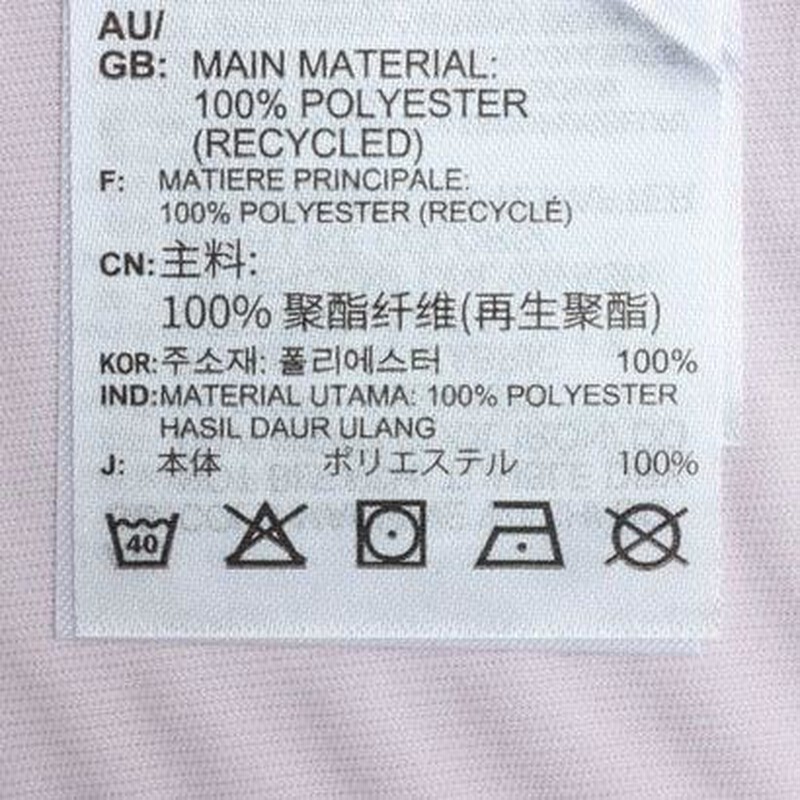 AU/
GB: MAIN MATERIAL:
100% POLYESTER
(RECYCLED)
F: MATIERE PRINCIPALE:
100% POLYESTER (RECYCLÉ)
CN: 主料:
100% 聚酯纤维(再生聚酯)
KOR: 주소재: 폴리에스터 100%
IND: MATERIAL UTAMA: 100% POLYESTER
HASIL DAUR ULANG
J: 本体 ポリエステル 100%
40